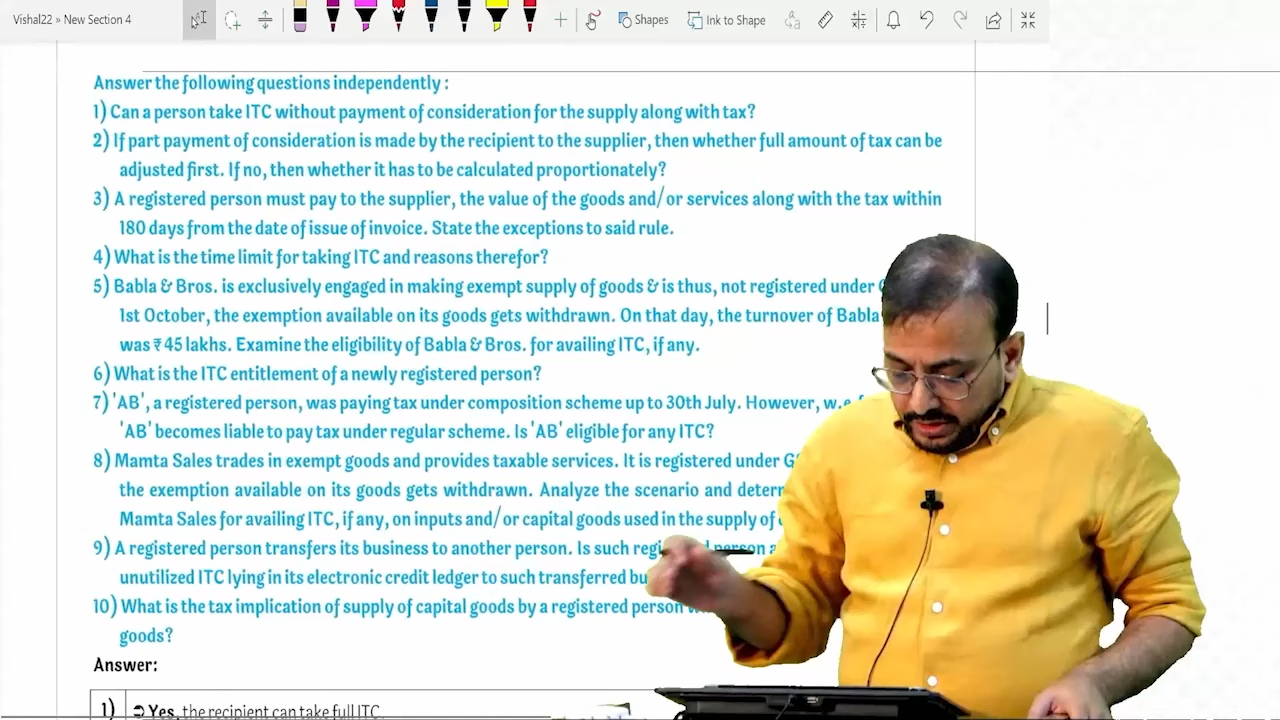 Vishal22 » New Section 4
Shapes
Ink to Shape
Answer the following questions independently :
1) Can a person take ITC without payment of consideration for the supply along with tax?
2) If part payment of consideration is made by the recipient to the supplier, then whether full amount of tax can be
adjusted first. If no, then whether it has to be calculated proportionately?
3) A registered person must pay to the supplier, the value of the goods and/or services along with the tax within
180 days from the date of issue of invoice. State the exceptions to said rule.
4) What is the time limit for taking ITC and reasons therefor?
5) Babla & Bros. is exclusively engaged in making exempt supply of goods & is thus, not registered under
1st October, the exemption available on its goods gets withdrawn. On that day, the turnover of Babla
was ₹ 45 lakhs. Examine the eligibility of Babla & Bros. for availing ITC, if any.
6) What is the ITC entitlement of a newly registered person?
7) 'AB', a registered person, was paying tax under composition scheme up to 30th July. However,
'AB' becomes liable to pay tax under regular scheme. Is 'AB' eligible for any ITC?
8) Mamta Sales trades in exempt goods and provides taxable services. It is registered under
the exemption available on its goods gets withdrawn. Analyze the scenario and
Mamta Sales for availing ITC, if any, on inputs and/or capital goods used in the supply of
9) A registered person transfers its business to another person. Is such person
unutilized ITC lying in its electronic credit ledger to such transferred
10) What is the tax implication of supply of capital goods by a registered person
goods?
Answer:
1) ➲ Yes, the recipient can take full ITC.